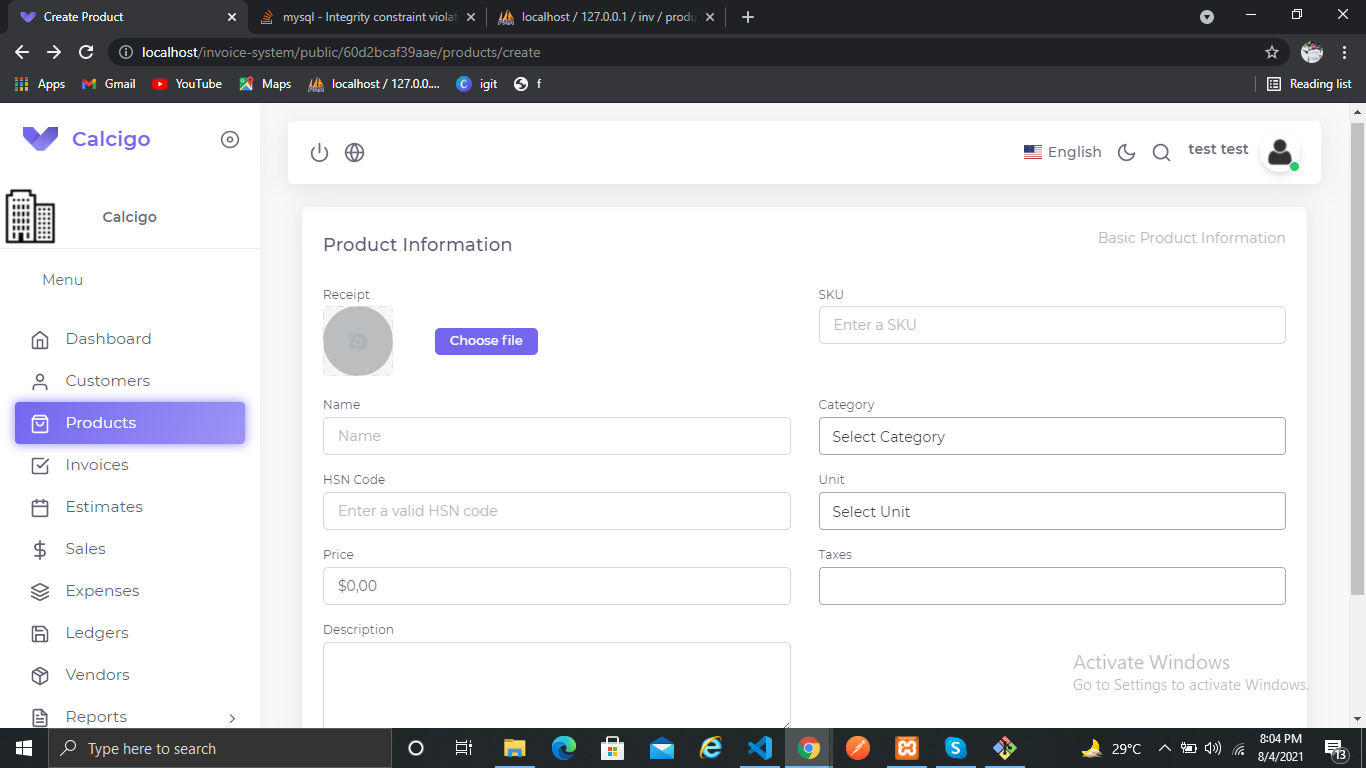 Create Product
mysql - Integrity constraint violat
localhost / 127.0.0.1 / inv / produ
localhost/invoice-system/public/60d2bcaf39aae/products/create
Apps
Gmail
YouTube
Maps
localhost / 127.0.0....
igit
f
Reading list
Calcigo
English
test test
Calcigo
Menu
Dashboard
Customers
Products
Invoices
Estimates
Sales
Expenses
Ledgers
Vendors
Reports
Product Information
Basic Product Information
Receipt
Choose file
SKU
Enter a SKU
Name
Name
Category
Select Category
HSN Code
Enter a valid HSN code
Unit
Select Unit
Price
$0,00
Taxes
Description
Activate Windows
Go to Settings to activate Windows.
Type here to search
29°C
8:04 PM
8/4/2021
13